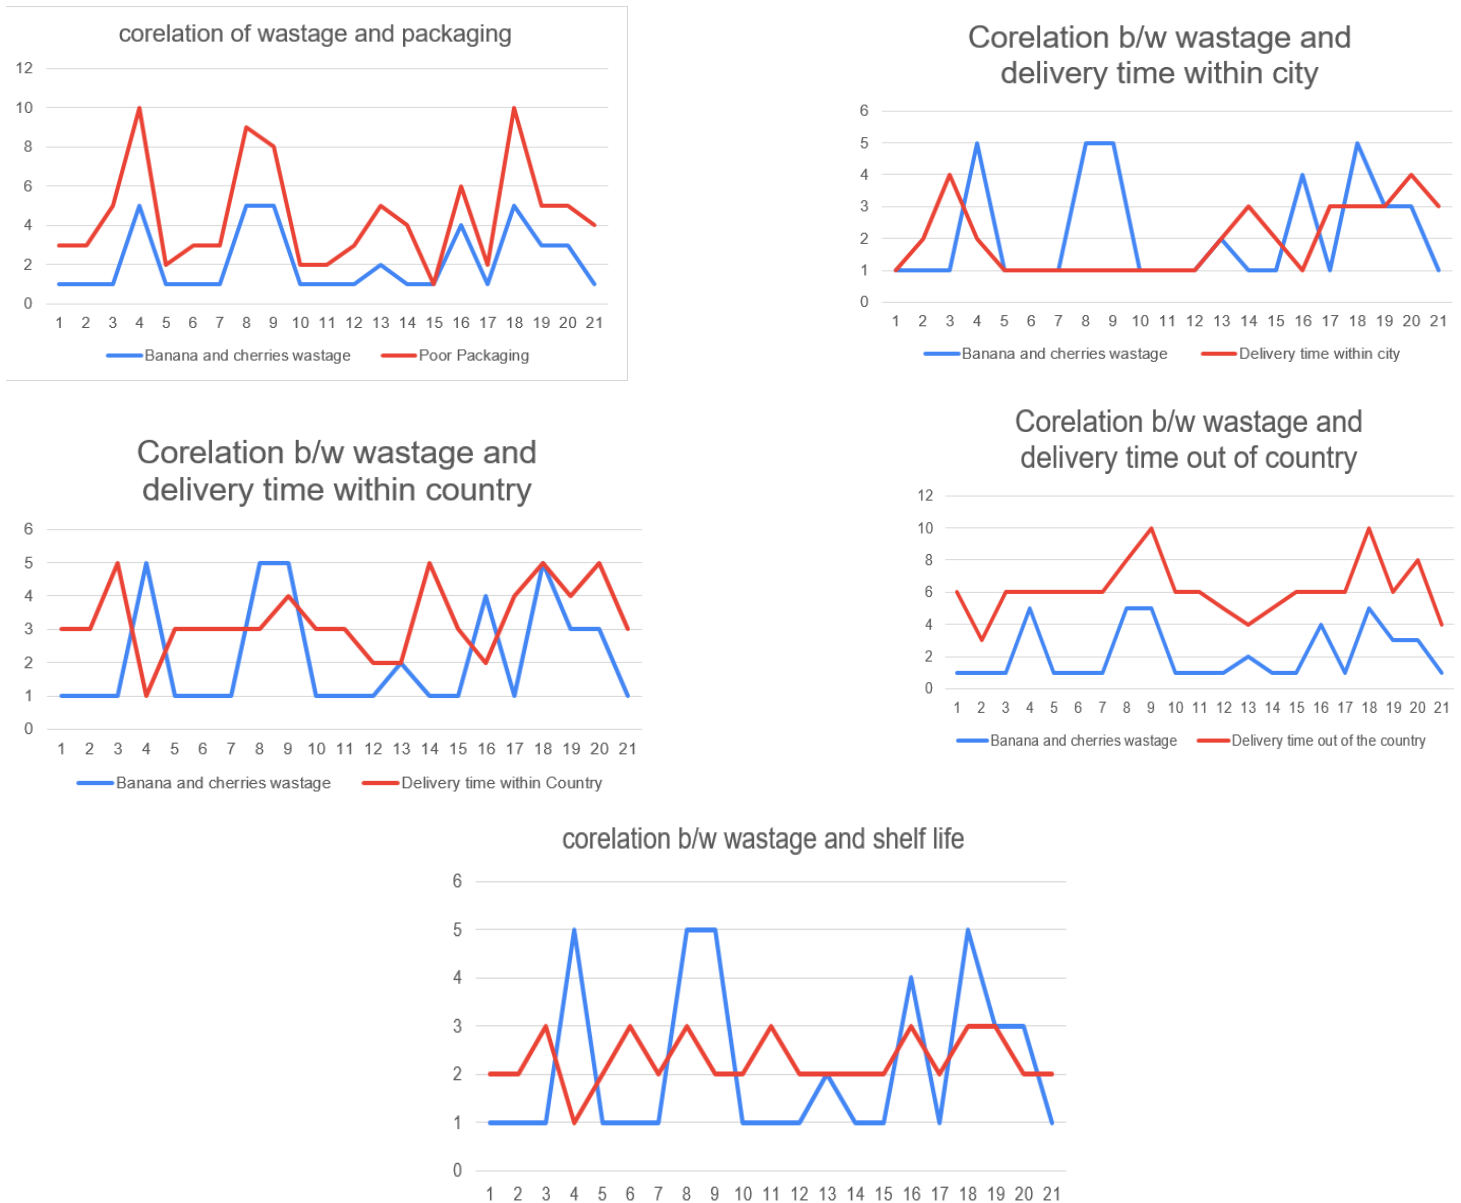 corelation of wastage and packaging
12
10
8
6
4
2
0
1 2 3 4 5 6 7 8 9 10 11 12 13 14 15 16 17 18 19 20 21
Banana and cherries wastage Poor Packaging
Corelation b/w wastage and
delivery time within city
6
5
4
3
2
1
0
1 2 3 4 5 6 7 8 9 10 11 12 13 14 15 16 17 18 19 20 21
Banana and cherries wastage Delivery time within city
Corelation b/w wastage and
delivery time within country
6
5
4
3
2
1
0
1 2 3 4 5 6 7 8 9 10 11 12 13 14 15 16 17 18 19 20 21
Banana and cherries wastage Delivery time within Country
Corelation b/w wastage and
delivery time out of country
12
10
8
6
4
2
0
1 2 3 4 5 6 7 8 9 10 11 12 13 14 15 16 17 18 19 20 21
Banana and cherries wastage Delivery time out of the country
corelation b/w wastage and shelf life
6
5
4
3
2
1
0
1 2 3 4 5 6 7 8 9 10 11 12 13 14 15 16 17 18 19 20 21